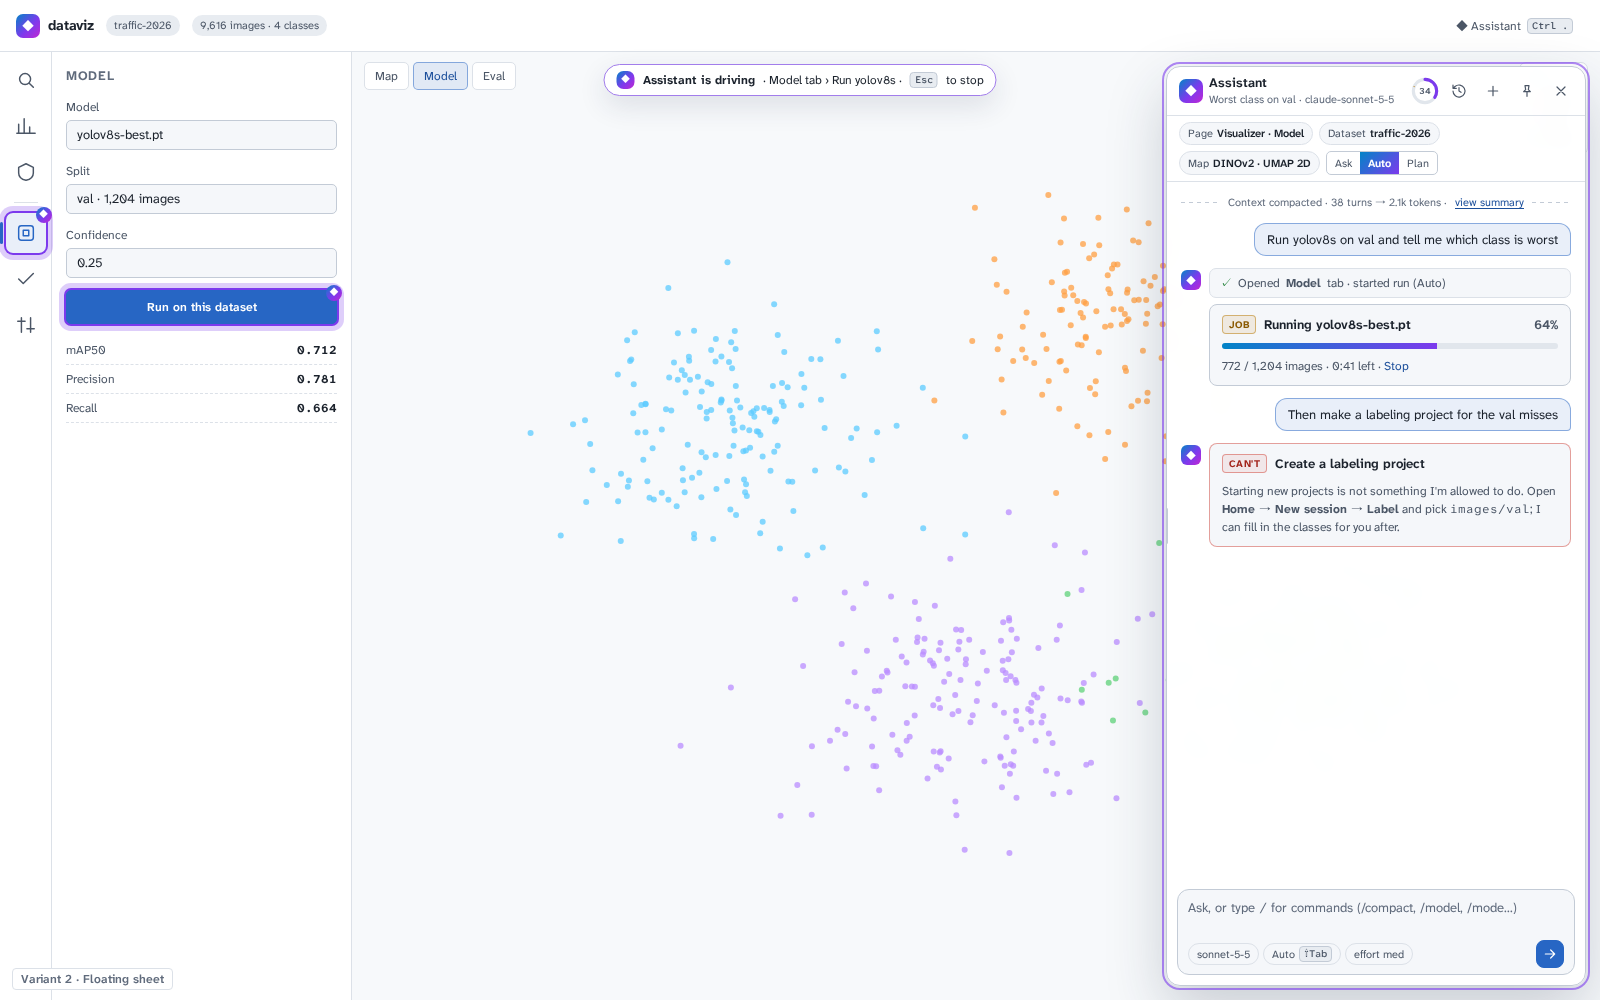 dataviz
traffic-2026
9,616 images · 4 classes
Assistant Ctrl .
MODEL
Model
yolov8s-best.pt
Split
val · 1,204 images
Confidence
0.25
Run on this dataset
mAP50 0.712
Precision 0.781
Recall 0.664
Map Model Eval
Assistant is driving · Model tab › Run yolov8s · Esc to stop
Assistant
Worst class on val · claude-sonnet-5-5
34
Page Visualizer · Model
Dataset traffic-2026
Map DINOv2 · UMAP 2D
Ask Auto Plan
Context compacted · 38 turns → 2.1k tokens · view summary
Run yolov8s on val and tell me which class is worst
✓ Opened Model tab · started run (Auto)
JOB Running yolov8s-best.pt 64%
772 / 1,204 images · 0:41 left · Stop
Then make a labeling project for the val misses
CAN'T Create a labeling project
Starting new projects is not something I'm allowed to do. Open
Home → New session → Label and pick images/val; I
can fill in the classes for you after.
Ask, or type / for commands (/compact, /model, /mode…)
sonnet-5-5
Auto ⇧Tab
effort med
Variant 2 · Floating sheet